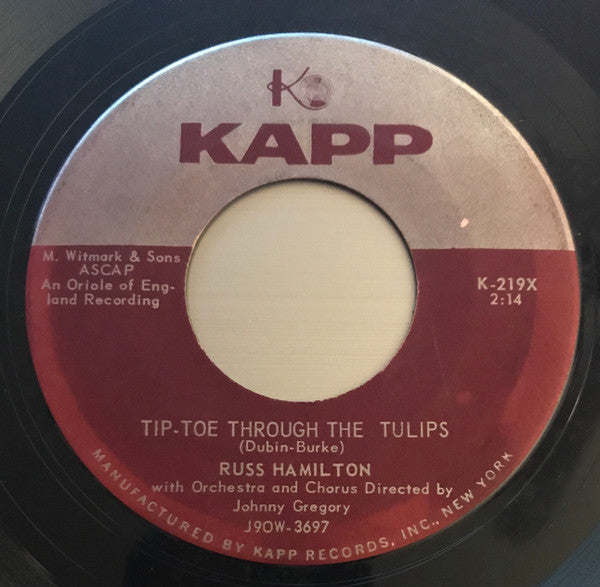 K
KAPP
M. Witmark & Sons
ASCAP
An Oriole of Eng-
land Recording
K-219X
2:14
TIP-TOE THROUGH THE TULIPS
(Dubin-Burke)
RUSS HAMILTON
with Orchestra and Chorus Directed by
Johnny Gregory
J9OW-3697
MANUFACTURED BY KAPP RECORDS, INC., NEW YORK